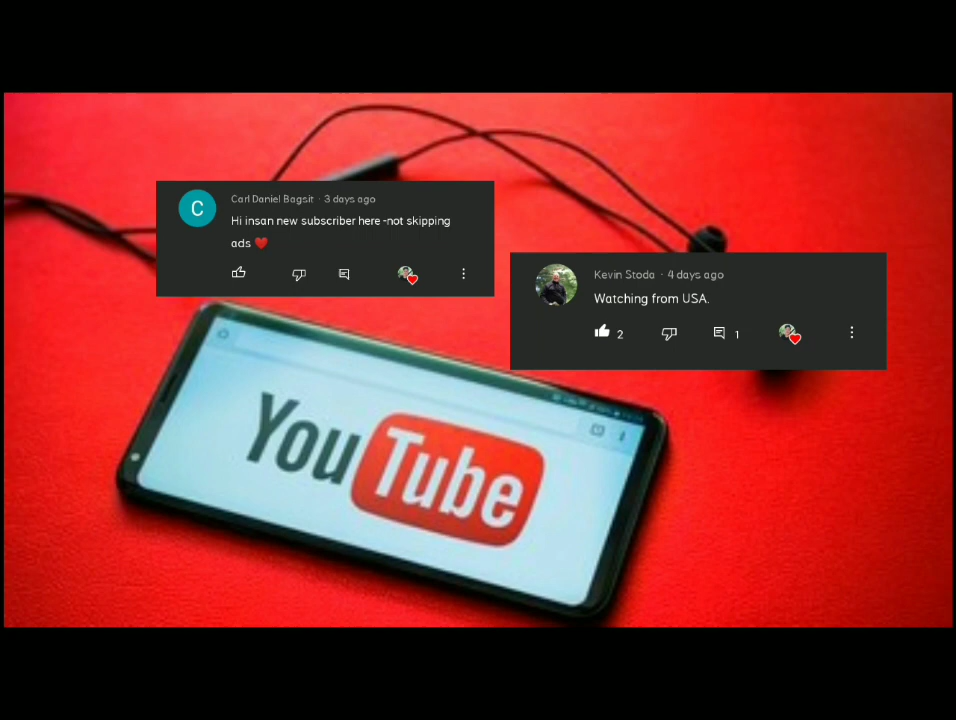 Carl Daniel Bagsit · 3 days ago
Hi insan new subscriber here -not skipping
ads ❤️
C
Kevin Stoda · 4 days ago
Watching from USA.
2
1
YouTube